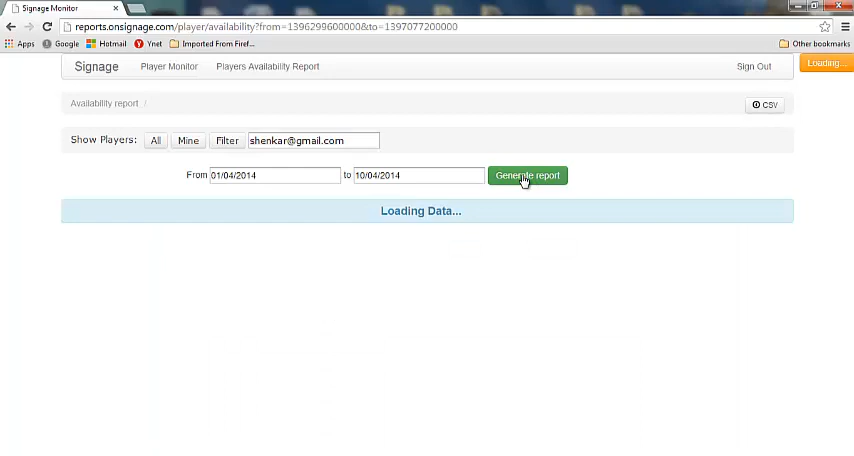 Signage Monitor
reports.onsignage.com/player/availability?from=1396299600000&to=1397077200000
Apps Google Hotmail Ynet Imported From Firef... Other bookmarks
Signage Player Monitor Players Availability Report Sign Out
Loading...
Availability report / CSV
Show Players: All Mine Filter shenkar@gmail.com
From 01/04/2014 to 10/04/2014 Generate report
Loading Data...